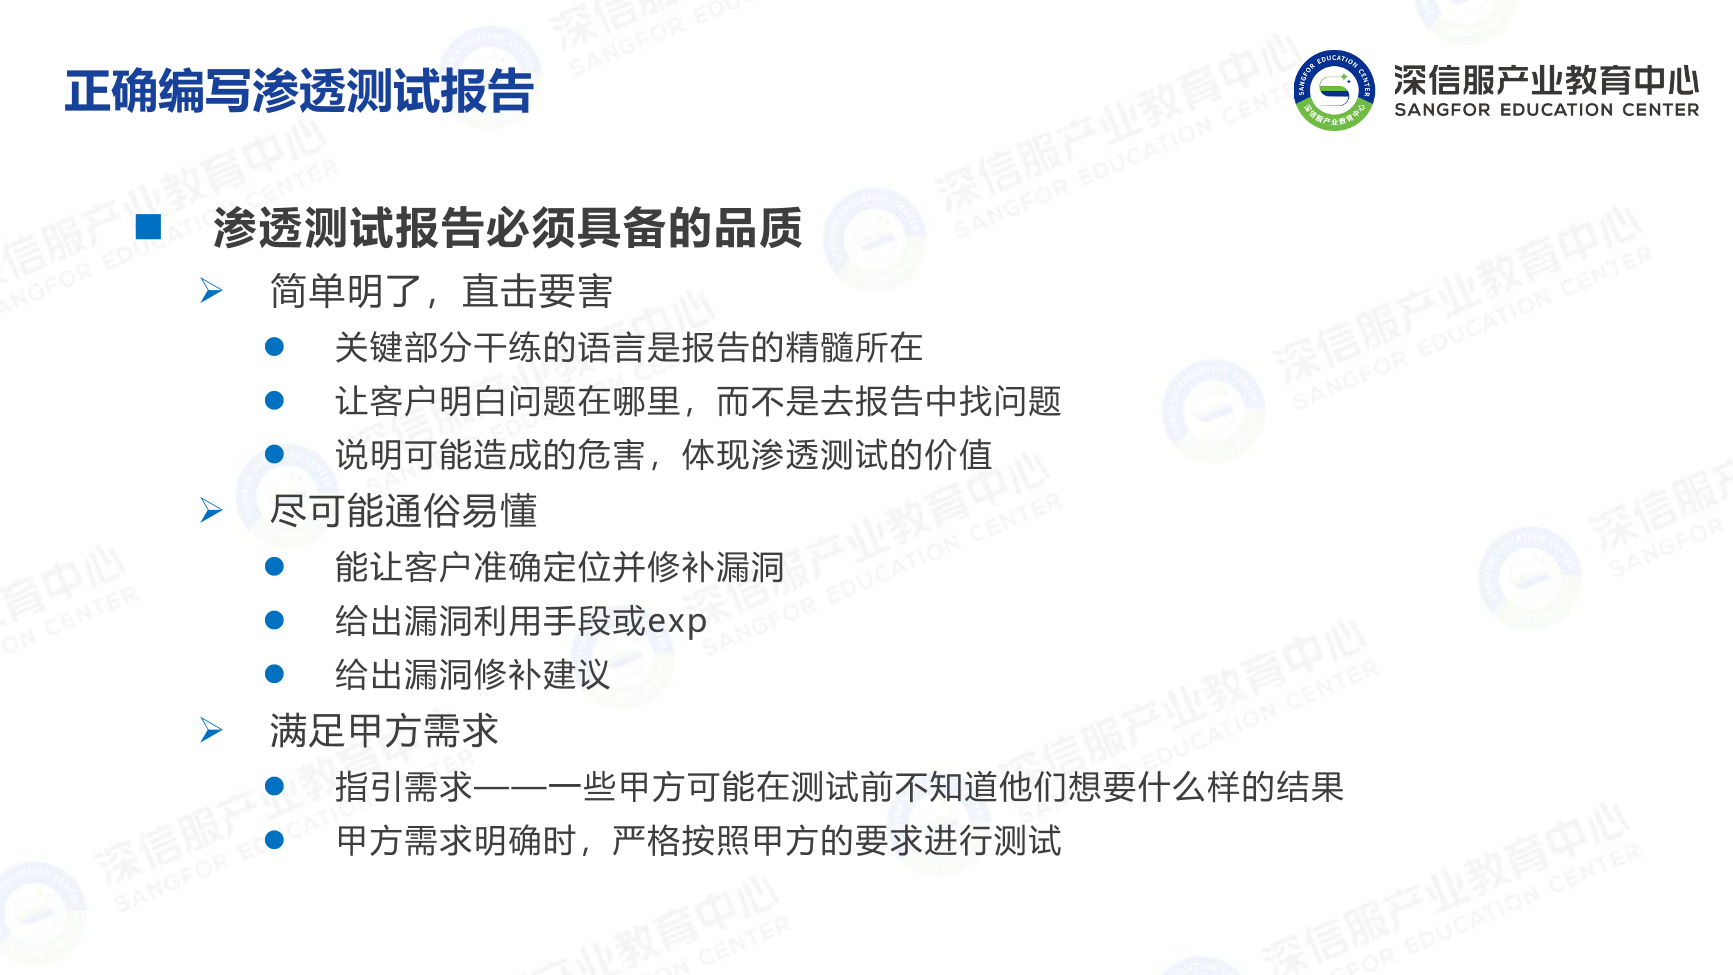 正确编写渗透测试报告
深信服产业教育中心
SANGFOR EDUCATION CENTER
渗透测试报告必须具备的品质
简单明了，直击要害
关键部分干练的语言是报告的精髓所在
让客户明白问题在哪里，而不是去报告中找问题
说明可能造成的危害，体现渗透测试的价值
尽可能通俗易懂
能让客户准确定位并修补漏洞
给出漏洞利用手段或exp
给出漏洞修补建议
满足甲方需求
指引需求——一些甲方可能在测试前不知道他们想要什么样的结果
甲方需求明确时，严格按照甲方的要求进行测试